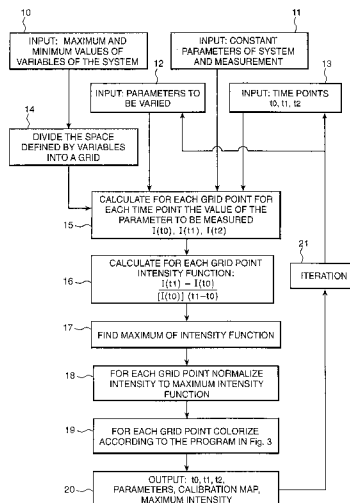 10
INPUT: MAXIMUM AND
MINIMUM VALUES OF
VARIABLES OF THE SYSTEM
11
INPUT: CONSTANT
PARAMETERS OF SYSTEM
AND MEASUREMENT
12
INPUT: PARAMETERS TO
BE VARIED
13
INPUT: TIME POINTS
t0, t1, t2
14
DIVIDE THE SPACE
DEFINED BY VARIABLES
INTO A GRID
15
CALCULATE FOR EACH GRID POINT FOR
EACH TIME POINT THE VALUE OF THE
PARAMETER TO BE MEASURED
I(t0), I(t1), I(t2)
16
CALCULATE FOR EACH GRID POINT
INTENSITY FUNCTION:
I(t1) - I(t0)
[I(t0)] (t1-t0)
21
ITERATION
17
FIND MAXIMUM OF INTENSITY FUNCTION
18
FOR EACH GRID POINT NORMALIZE
INTENSITY TO MAXIMUM INTENSITY
FUNCTION
19
FOR EACH GRID POINT COLORIZE
ACCORDING TO THE PROGRAM IN Fig. 3
20
OUTPUT: t0, t1, t2,
PARAMETERS, CALIBRATION MAP,
MAXIMUM INTENSITY